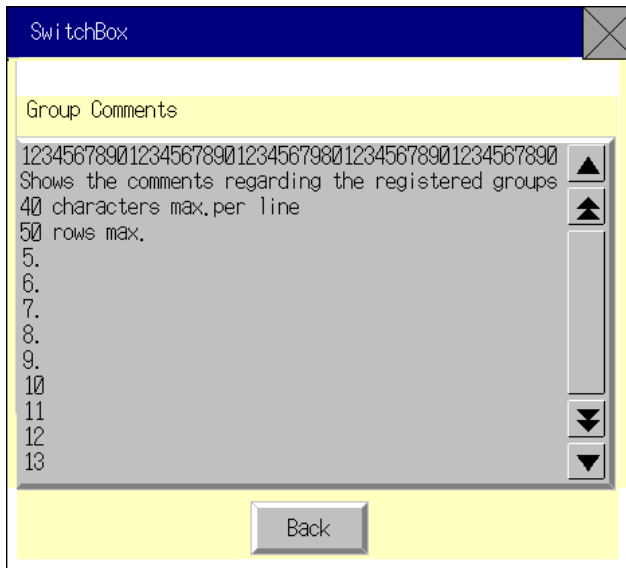 SwitchBox
Group Comments
12345678901234567890123456798012345678901234567890
Shows the comments regarding the registered groups
40 characters max.per line
50 rows max.
5.
6.
7.
8.
9.
10
11
12
13
Back